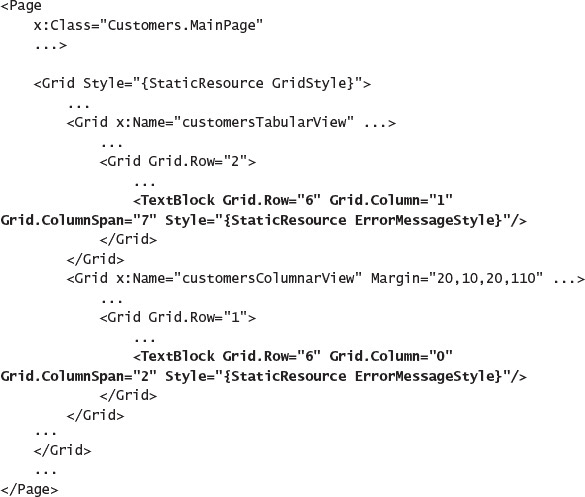 <Page
x:Class="Customers.MainPage"
...>
<Grid Style="{StaticResource GridStyle}">
...
<Grid x:Name="customersTabularView" ...>
...
<Grid Grid.Row="2">
...
<TextBlock Grid.Row="6" Grid.Column="1"
Grid.ColumnSpan="7" Style="{StaticResource ErrorMessageStyle}"/>
</Grid>
</Grid>
<Grid x:Name="customersColumnarView" Margin="20,10,20,110" ...>
...
<Grid Grid.Row="1">
...
<TextBlock Grid.Row="6" Grid.Column="0"
Grid.ColumnSpan="2" Style="{StaticResource ErrorMessageStyle}"/>
</Grid>
</Grid>
...
</Grid>
...
</Page>